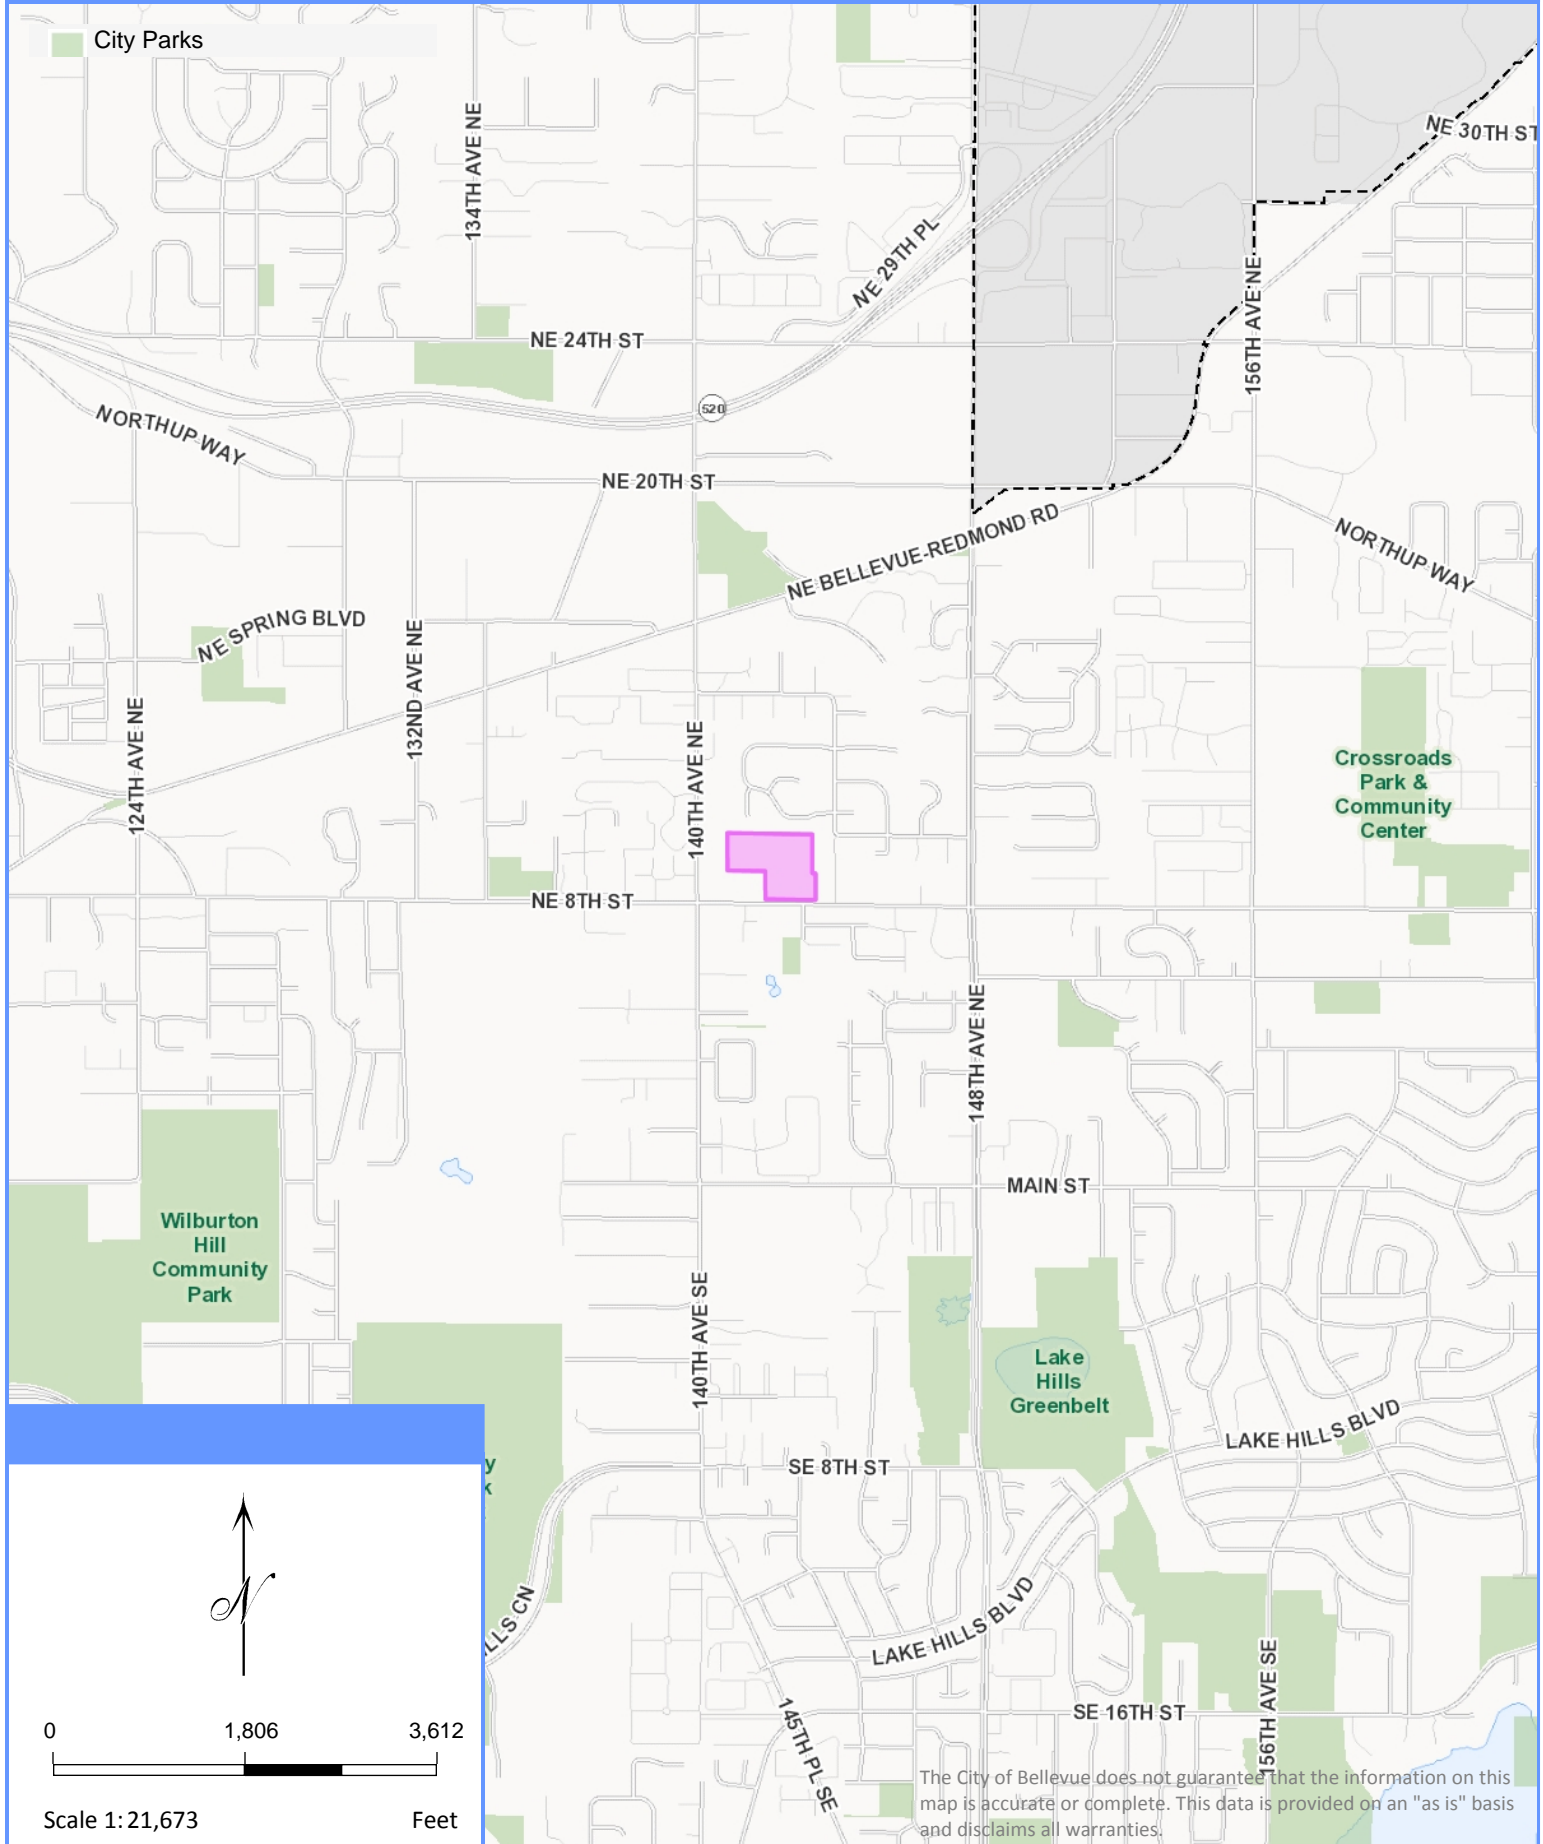 City Parks
134TH AVE NE
NE 30TH ST
NE 29TH PL
156TH AVE NE
NE 24TH ST
520
NORTHUP WAY
NE 20TH ST
NE BELLEVUE-REDMOND RD
NORTHUP WAY
NE SPRING BLVD
132ND AVE NE
124TH AVE NE
140TH AVE NE
Crossroads
Park &
Community
Center
NE 8TH ST
148TH AVE NE
MAIN ST
Wilburton
Hill
Community
Park
140TH AVE SE
Lake
Hills
Greenbelt
LAKE HILLS BLVD
SE 8TH ST
y
k
ILLS CN
LAKE HILLS BLVD
145TH PL SE
SE 16TH ST
156TH AVE SE
N
0 1,806 3,612
Scale 1: 21,673 Feet
The City of Bellevue does not guarantee that the information on this
map is accurate or complete. This data is provided on an "as is" basis
and disclaims all warranties.